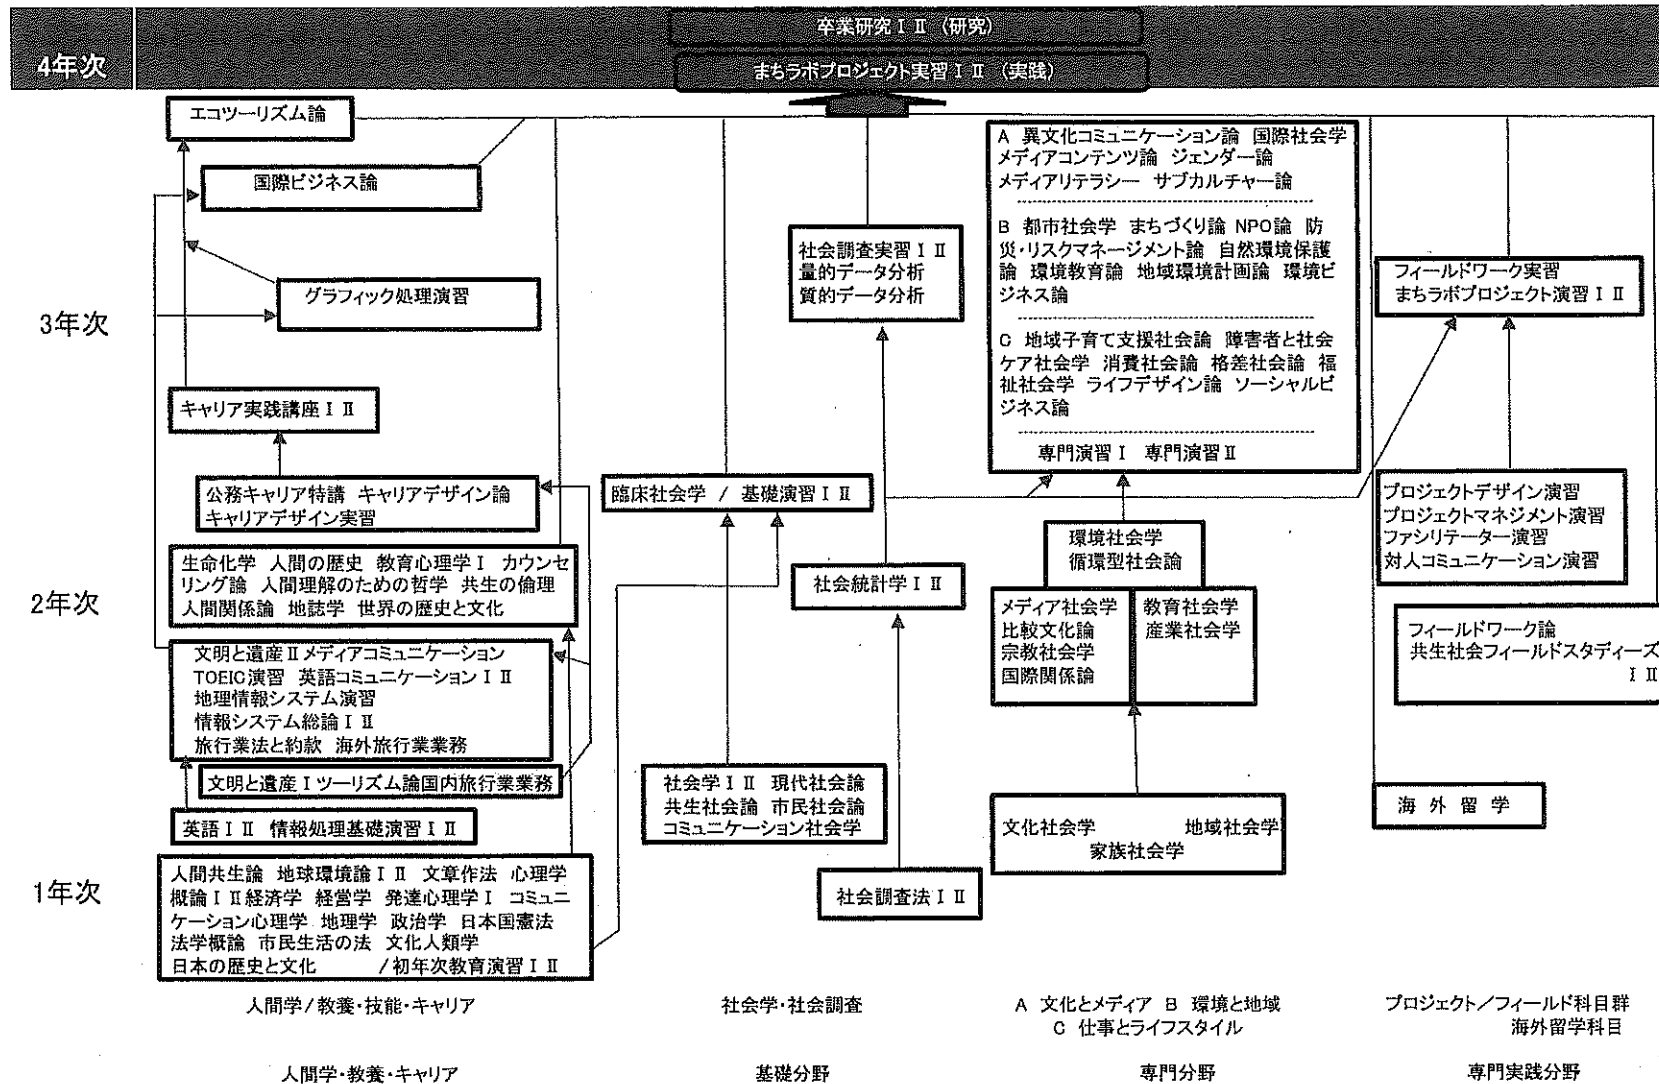 卒業研究Ⅰ Ⅱ (研究)
4年次
まちラボプロジェクト実習Ⅰ Ⅱ (実践)
エコツーリズム論
国際ビジネス論
グラフィック処理演習
3年次
キャリア実践講座Ⅰ Ⅱ
公務キャリア特講 キャリアデザイン論
キャリアデザイン実習
生命化学 人間の歴史 教育心理学Ⅰ カウンセ
リング論 人間理解のための哲学 共生の倫理
人間関係論 地誌学 世界の歴史と文化
2年次
文明と遺産Ⅱメディアコミュニケーション
TOEIC演習 英語コミュニケーションⅠ Ⅱ
地理情報システム演習
情報システム総論Ⅰ Ⅱ
旅行業法と約款 海外旅行業業務
文明と遺産Ⅰツーリズム論国内旅行業業務
英語Ⅰ Ⅱ 情報処理基礎演習Ⅰ Ⅱ
1年次
人間共生論 地球環境論Ⅰ Ⅱ 文章作法 心理学
概論Ⅰ Ⅱ経済学 経営学 発達心理学Ⅰ コミュニ
ケーション心理学 地理学 政治学 日本国憲法
法学概論 市民生活の法 文化人類学
日本の歴史と文化 /初年次教育演習Ⅰ Ⅱ
社会調査実習Ⅰ Ⅱ
量的データ分析
質的データ分析
臨床社会学 / 基礎演習Ⅰ Ⅱ
社会統計学Ⅰ Ⅱ
社会学Ⅰ Ⅱ 現代社会論
共生社会論 市民社会論
コミュニケーション社会学
社会調査法Ⅰ Ⅱ
A 異文化コミュニケーション論 国際社会学
メディアコンテンツ論 ジェンダー論
メディアリテラシー サブカルチャー論
B 都市社会学 まちづくり論 NPO論 防
災・リスクマネージメント論 自然環境保護
論 環境教育論 地域環境計画論 環境ビ
ジネス論
C 地域子育て支援社会論 障害者と社会
ケア社会学 消費社会論 格差社会論 福
祉社会学 ライフデザイン論 ソーシャルビ
ジネス論
専門演習Ⅰ 専門演習Ⅱ
環境社会学
循環型社会論
メディア社会学
比較文化論
宗教社会学
国際関係論
教育社会学
産業社会学
文化社会学 地域社会学
家族社会学
フィールドワーク実習
まちラボプロジェクト演習Ⅰ Ⅱ
プロジェクトデザイン演習
プロジェクトマネジメント演習
ファシリテーター演習
対人コミュニケーション演習
フィールドワーク論
共生社会フィールドスタディーズ
Ⅰ Ⅱ
海 外 留 学
人間学/教養・技能・キャリア
社会学・社会調査
A 文化とメディア B 環境と地域
C 仕事とライフスタイル
プロジェクト/フィールド科目群
海外留学科目
人間学・教養・キャリア
基礎分野
専門分野
専門実践分野